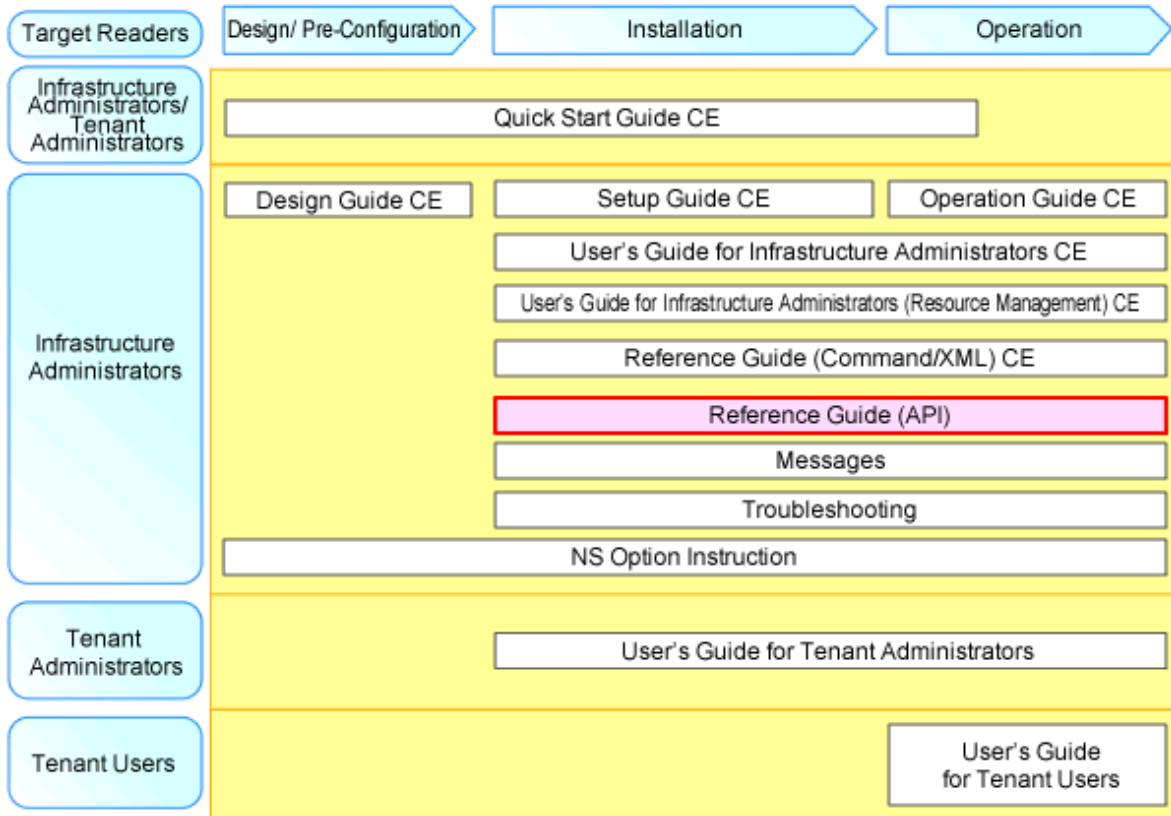 Target Readers
Design/ Pre-Configuration
Installation
Operation
Infrastructure
Administrators/
Tenant
Administrators
Quick Start Guide CE
Infrastructure
Administrators
Design Guide CE
Setup Guide CE
Operation Guide CE
User's Guide for Infrastructure Administrators CE
User's Guide for Infrastructure Administrators (Resource Management) CE
Reference Guide (Command/XML) CE
Reference Guide (API)
Messages
Troubleshooting
NS Option Instruction
Tenant
Administrators
User's Guide for Tenant Administrators
Tenant Users
User's Guide
for Tenant Users